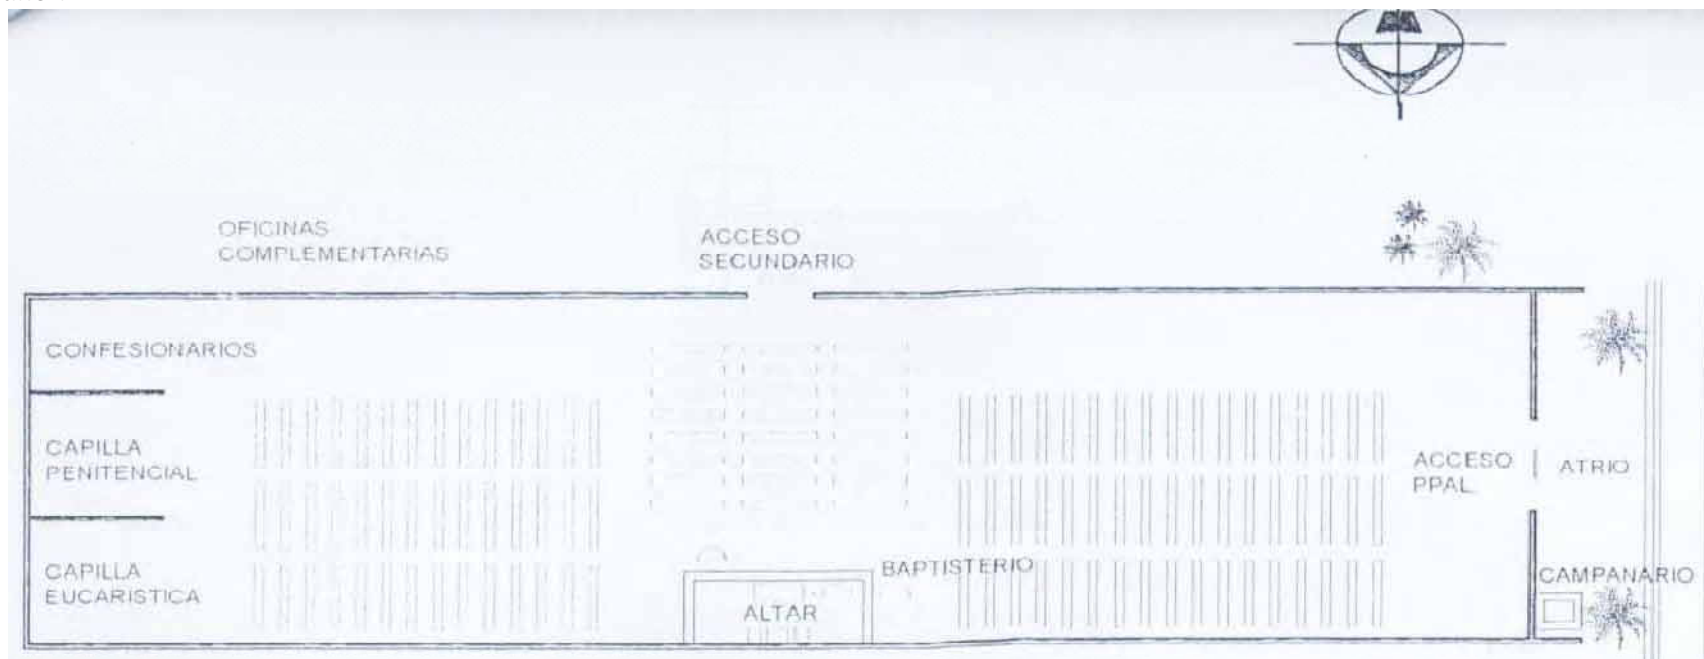 OFICINAS
COMPLEMENTARIAS
ACCESO
SECUNDARIO
CONFESIONARIOS
CAPILLA
PENITENCIAL
ACCESO
PPAL.
ATRIO
CAPILLA
EUCARISTICA
BAPTISTERIO
ALTAR
CAMPANARIO